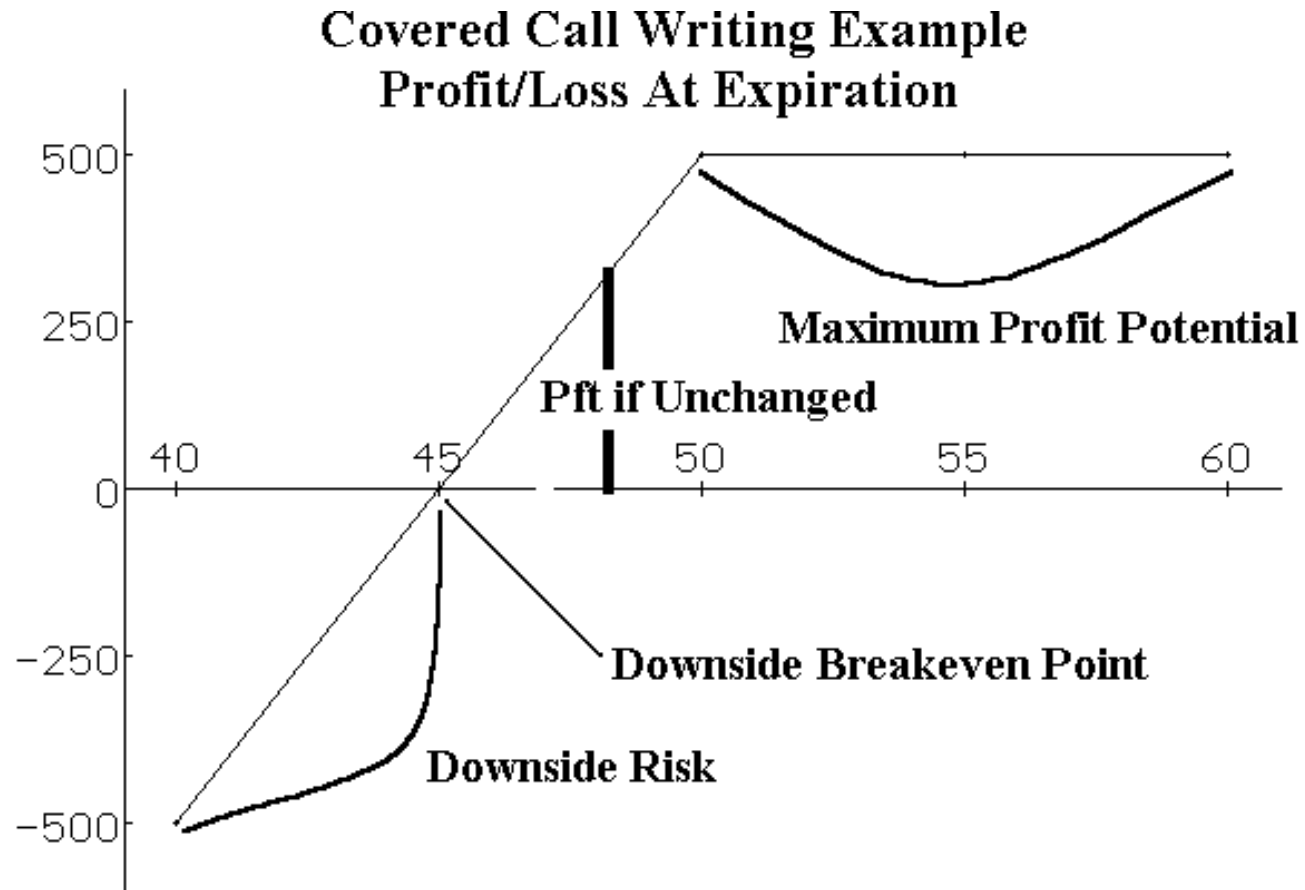 Covered Call Writing Example
Profit/Loss At Expiration
500
250
Maximum Profit Potential
Pft if Unchanged
40 45 50 55 60
0
-250
Downside Breakeven Point
Downside Risk
-500